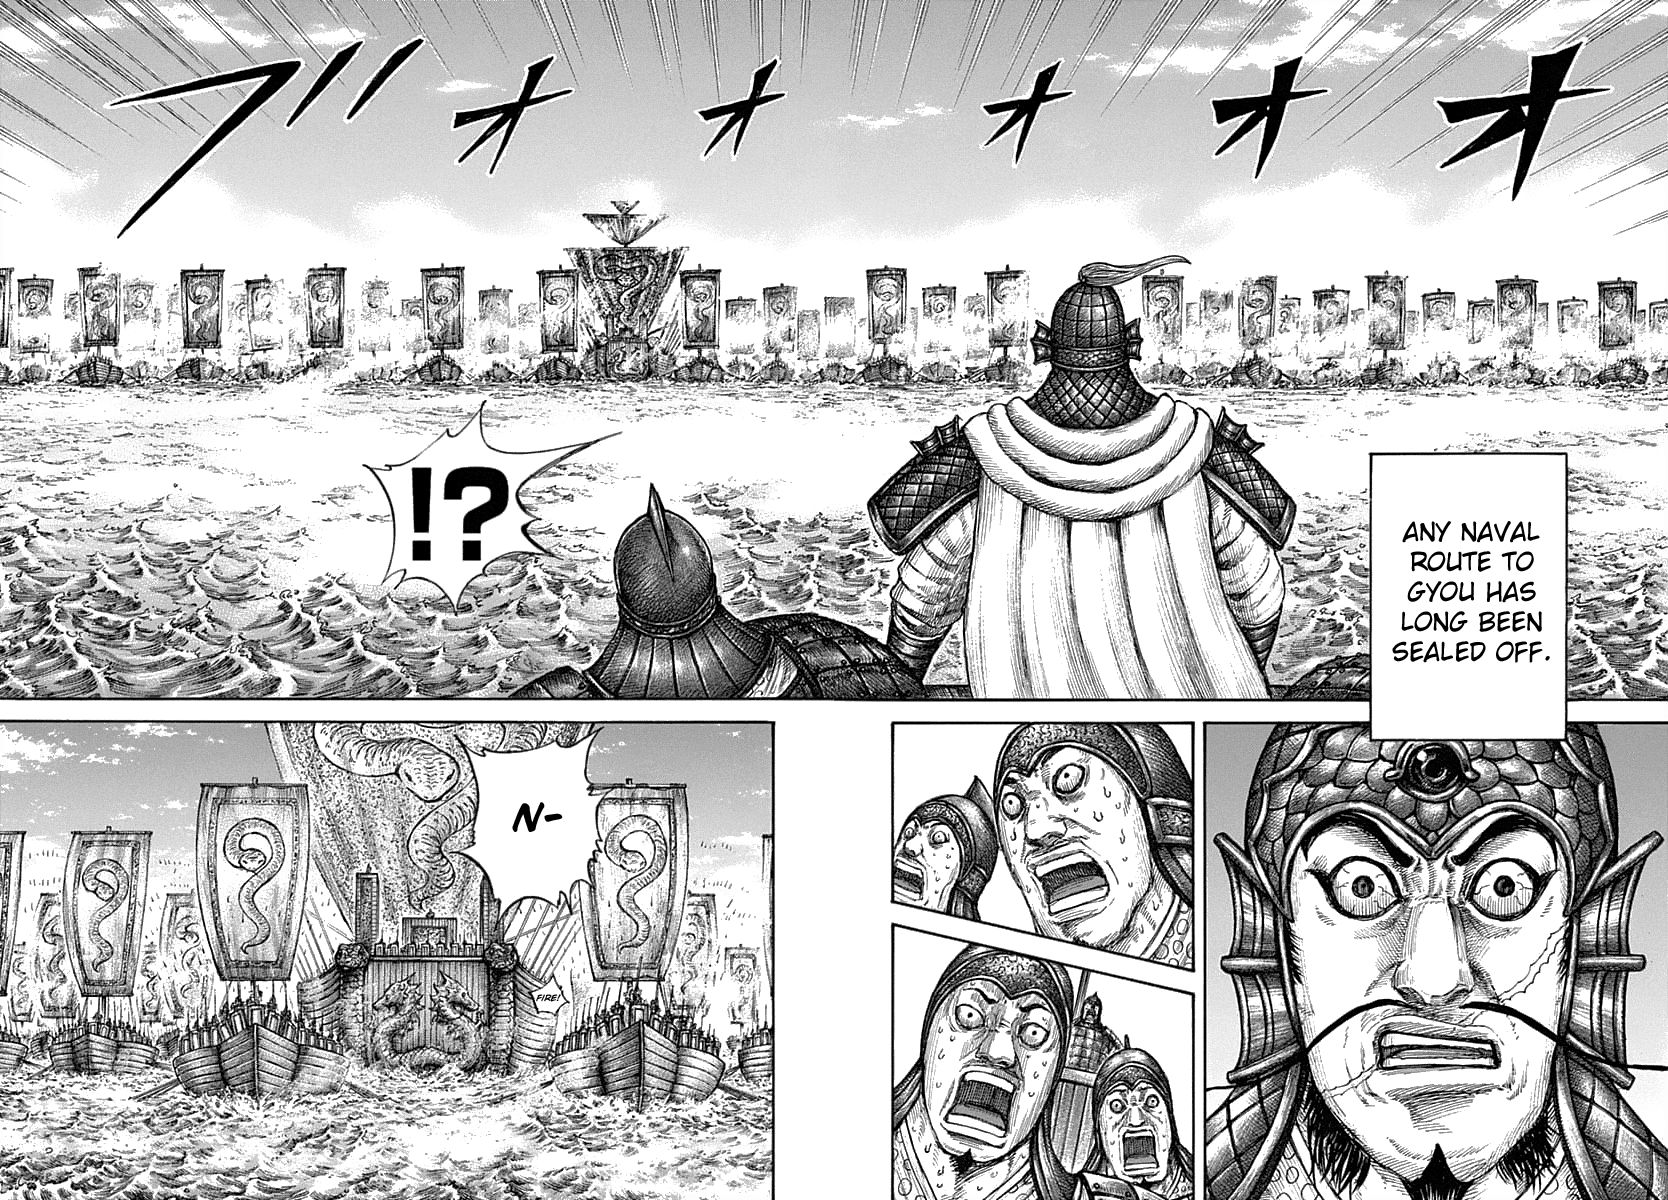 ブオオオオオ
ANY NAVAL
ROUTE TO
GYOU HAS
LONG BEEN
SEALED OFF.
!?
N-
FIRE!